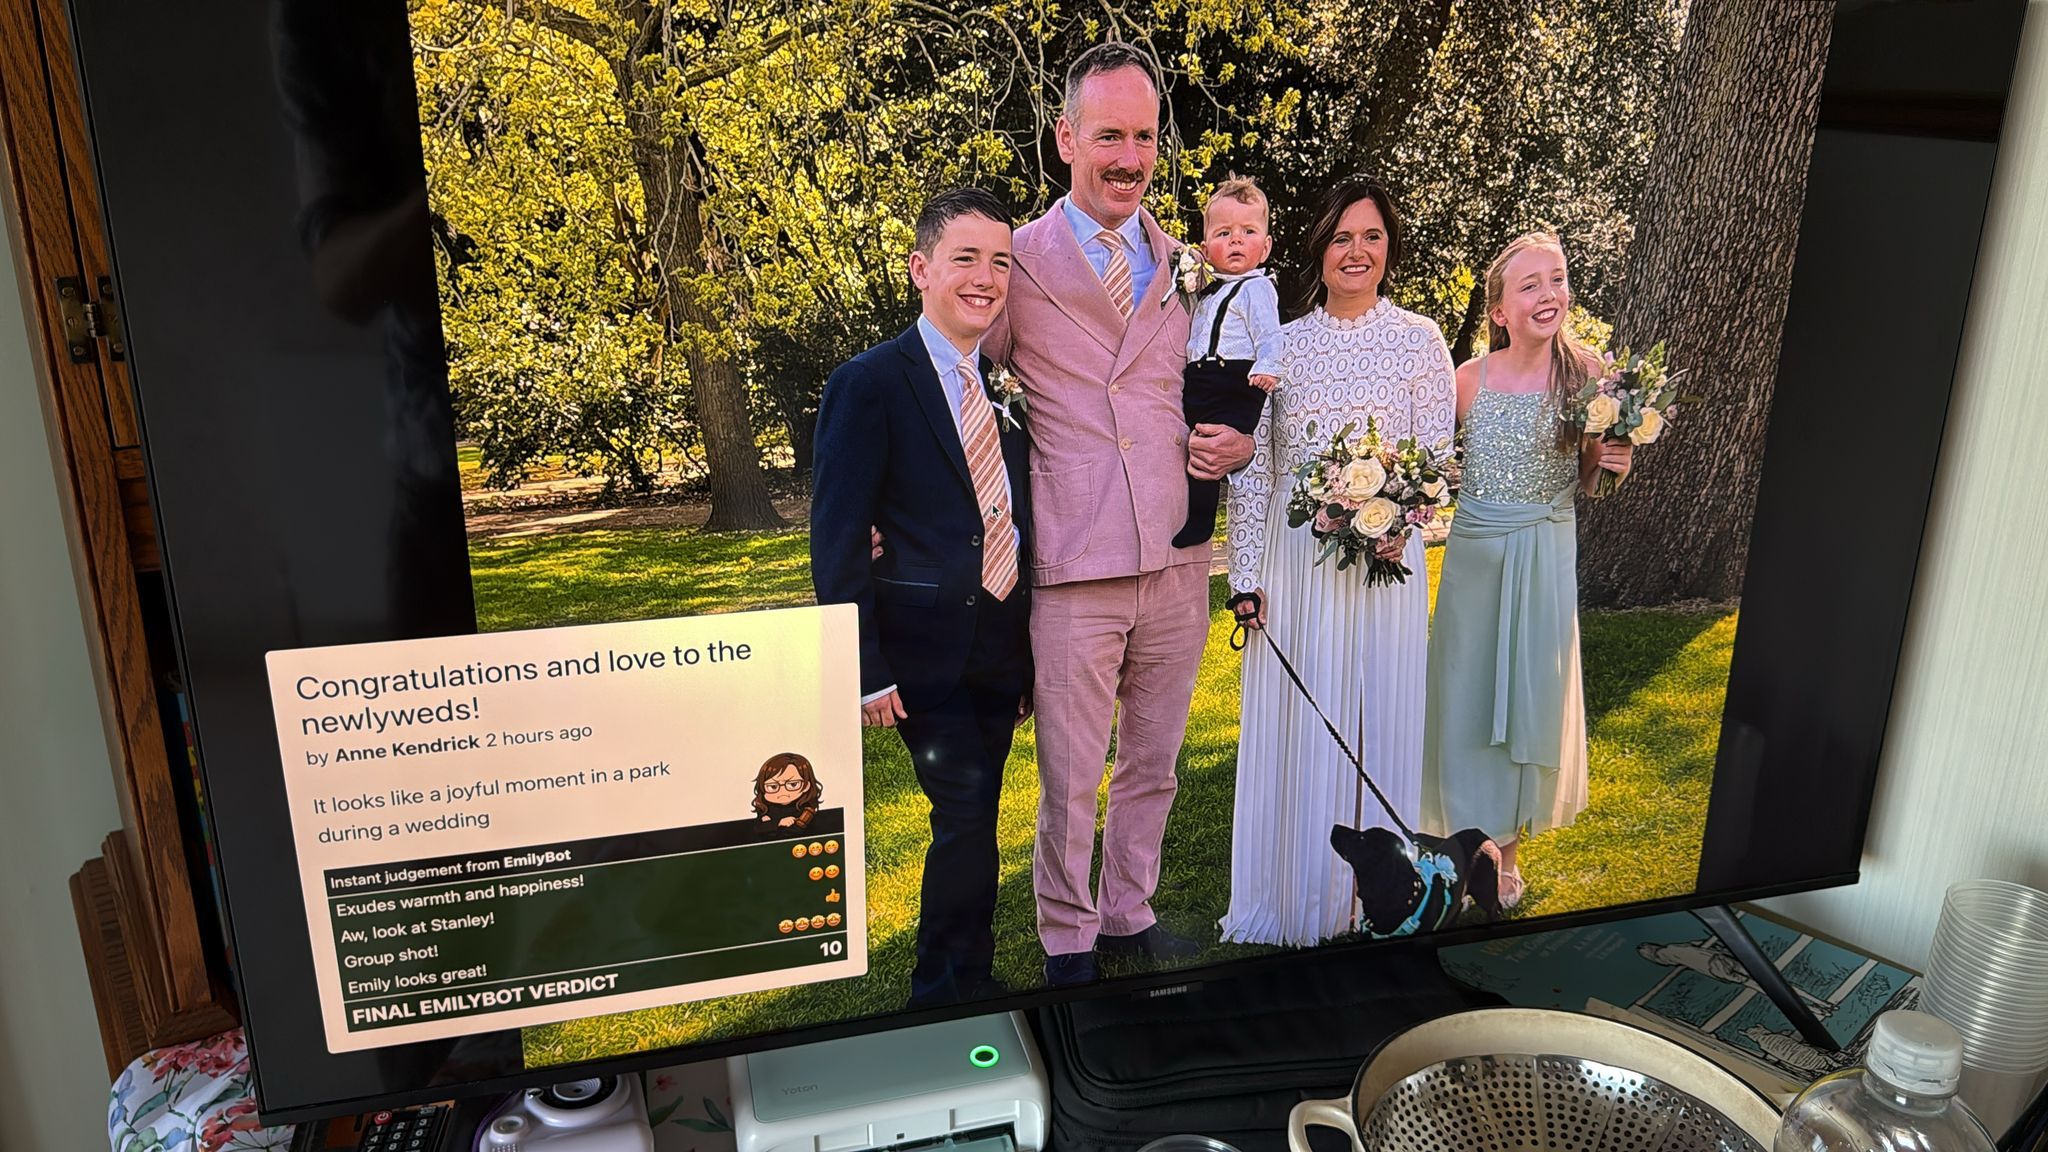 Congratulations and love to the
newlyweds!
by Anne Kendrick 2 hours ago
It looks like a joyful moment in a park
during a wedding
Instant judgement from EmilyBot
Exudes warmth and happiness!
Aw, look at Stanley!
Group shot!
Emily looks great!
FINAL EMILYBOT VERDICT 10
SAMSUNG
Yoton